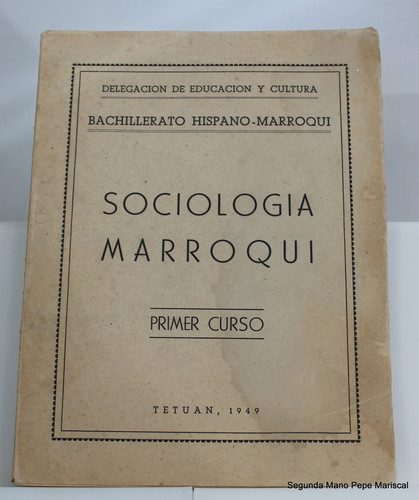 DELEGACION DE EDUCACION Y CULTURA
BACHILLERATO HISPANO-MARROQUI
SOCIOLOGIA
MARROQUI
PRIMER CURSO
TETUAN, 1949
Segunda-Mano Pepe Mariscal